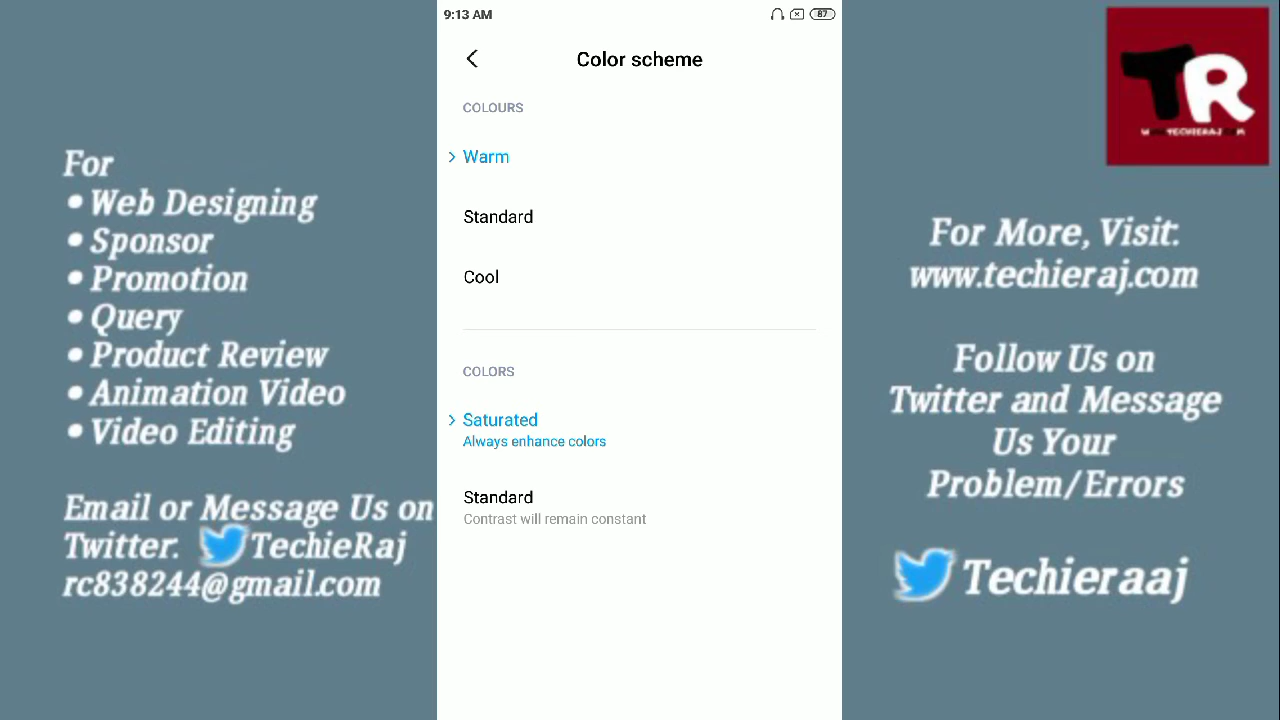 For
• Web Designing
• Sponsor
• Promotion
• Query
• Product Review
• Animation Video
• Video Editing
Email or Message Us on
Twitter. TechieRaj
rc838244@gmail.com
9:13 AM
87
Color scheme
COLOURS
Warm
Standard
Cool
COLORS
Saturated
Always enhance colors
Standard
Contrast will remain constant
TR
WWW.TECHIERAJ.COM
For More, Visit:
www.techieraj.com
Follow Us on
Twitter and Message
Us Your
Problem/Errors
Techieraaj